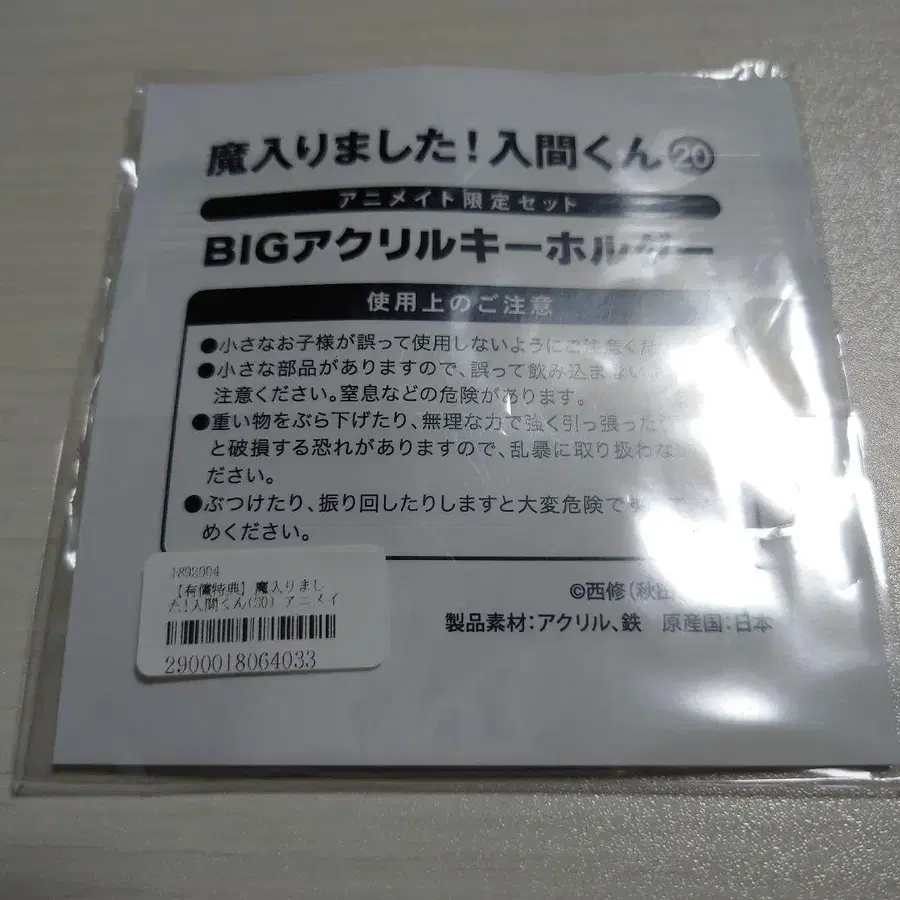 魔入りました！入間くん⑳
アニメイト限定セット
BIGアクリルキーホルダー
使用上のご注意
●小さなお子様が誤って使用しないようにご注意くだ
●小さな部品がありますので、誤って飲み込まない
注意ください。窒息などの危険があります。
●重い物をぶら下げたり、無理な力で強く引っ張った
と破損する恐れがありますので、乱暴に取り扱わない
ださい。
●ぶつけたり、振り回したりしますと大変危険で
めください。
©西修(秋田
製品素材：アクリル、鉄　原産国：日本
1892004
【有償特典】魔入りまし
た!入間くん(20) アニメイ
2900018064033